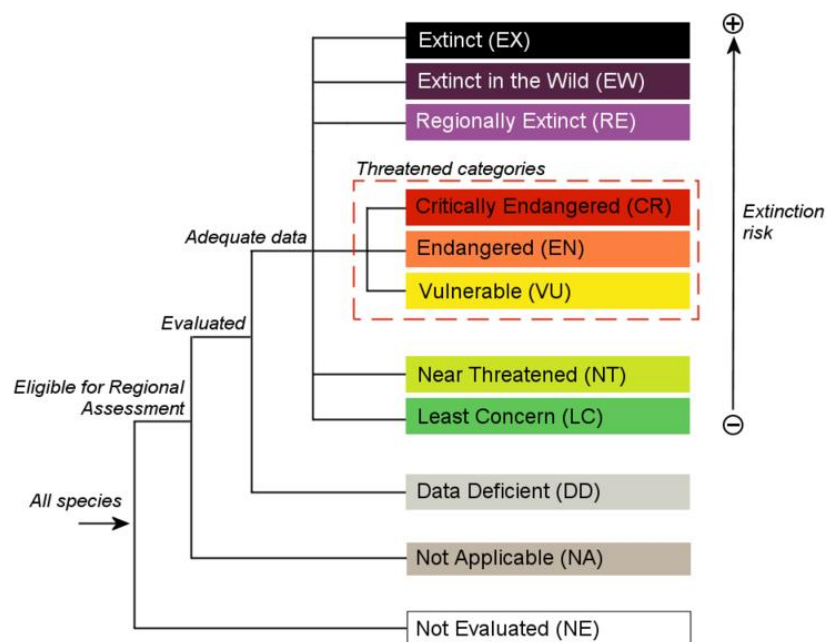 Extinct (EX)
Extinct in the Wild (EW)
Regionally Extinct (RE)
Threatened categories
Critically Endangered (CR)
Adequate data
Endangered (EN)
Extinction
risk
Vulnerable (VU)
Evaluated
Eligible for Regional
Assessment
Near Threatened (NT)
Least Concern (LC)
All species
Data Deficient (DD)
Not Applicable (NA)
Not Evaluated (NE)